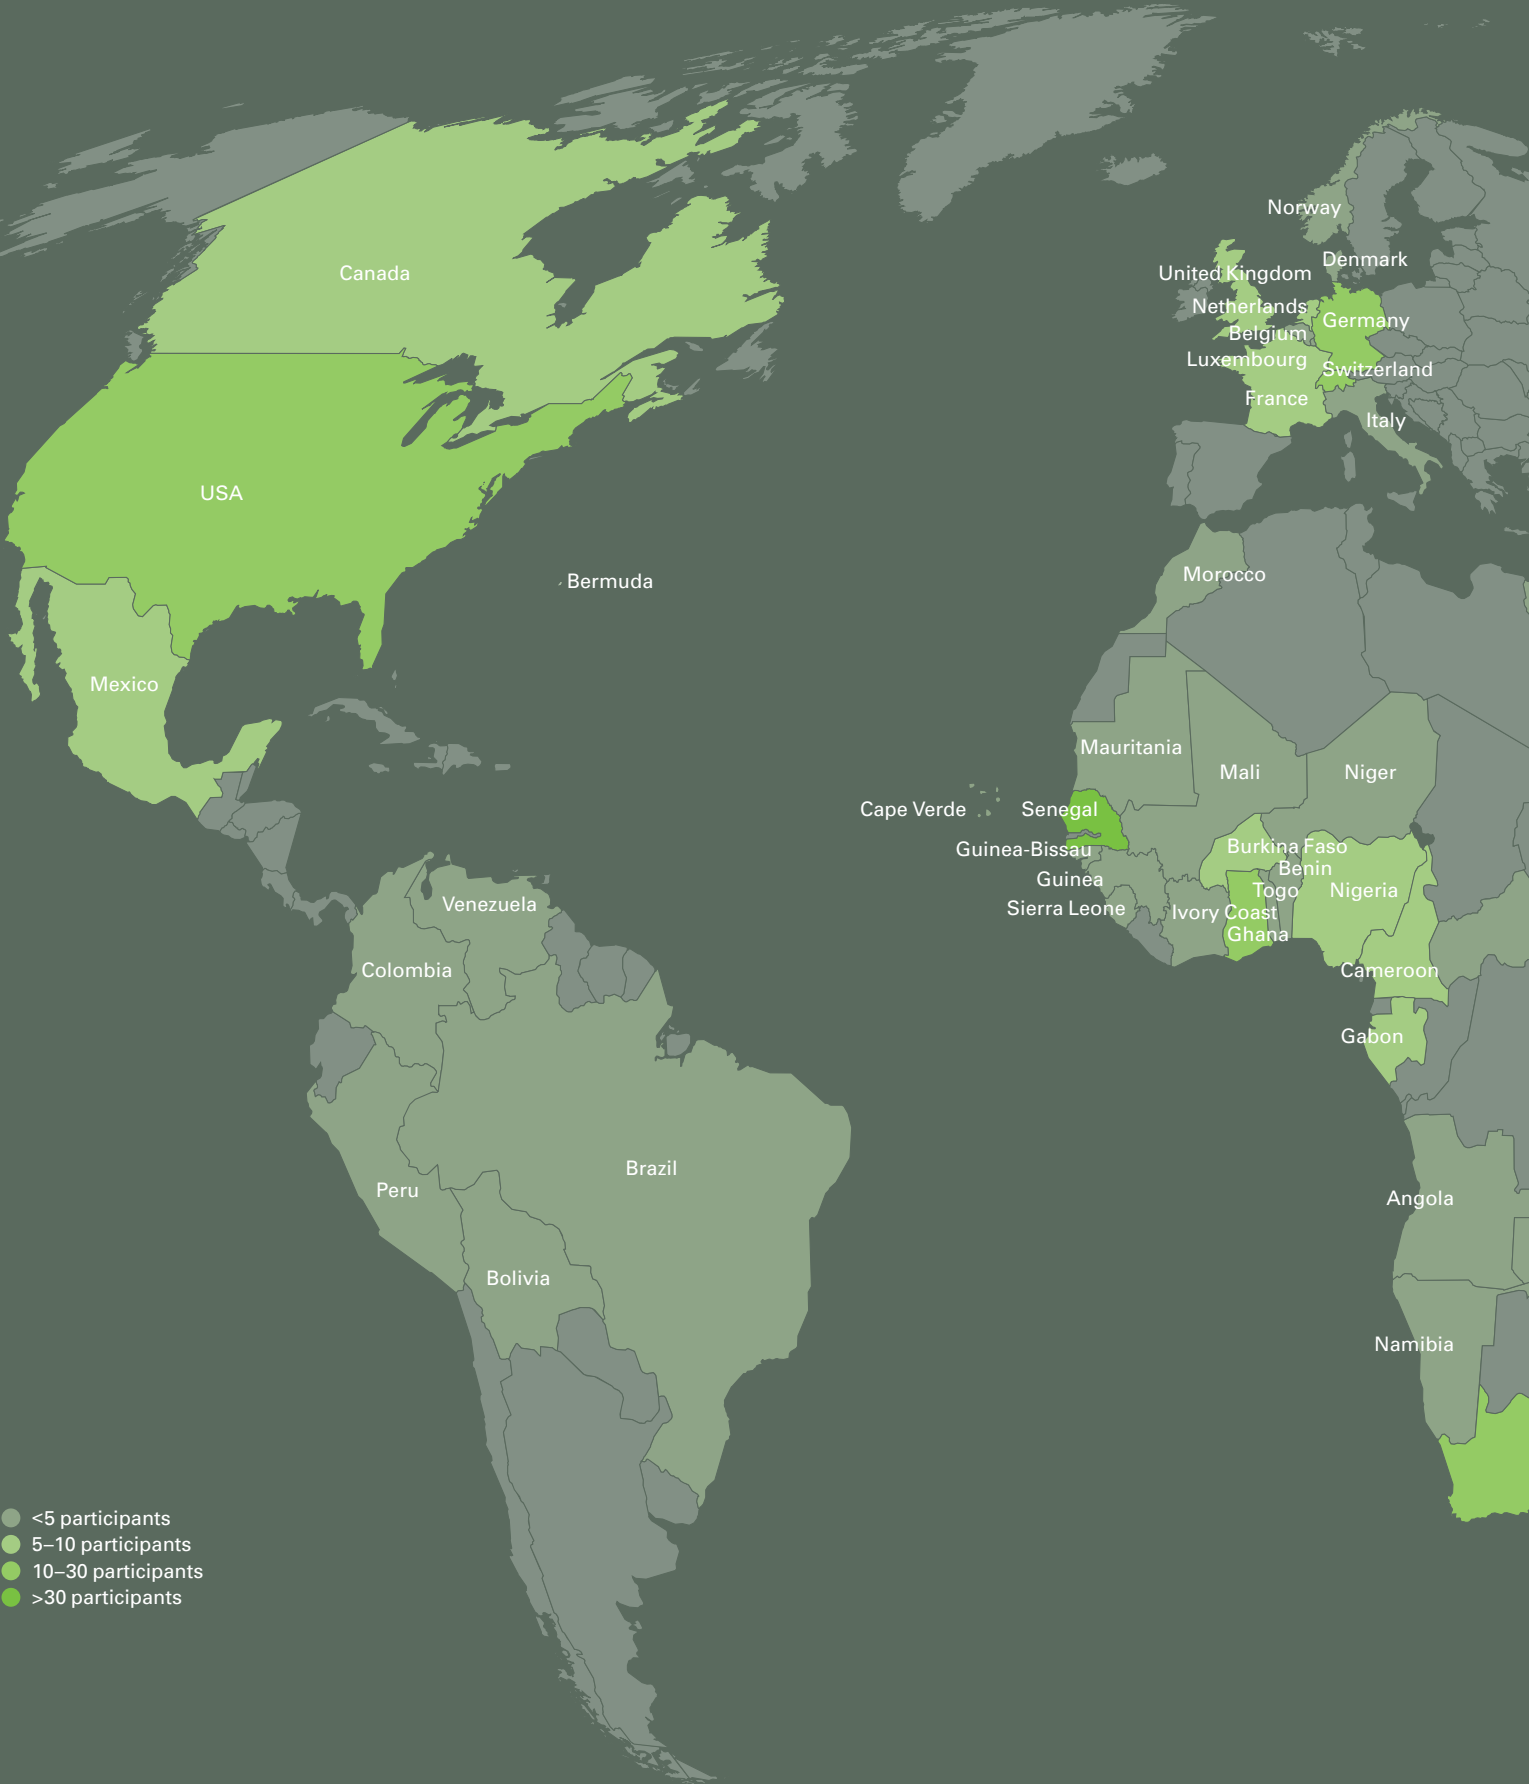 Norway
Denmark
Canada
United Kingdom
Netherlands
Germany
Belgium
Luxembourg
Switzerland
France
Italy
USA
Morocco
Bermuda
Mexico
Mauritania
Mali
Niger
Cape Verde
Senegal
Guinea-Bissau
Burkina Faso
Benin
Guinea
Togo
Nigeria
Venezuela
Sierra Leone
Ivory Coast
Ghana
Colombia
Cameroon
Gabon
Brazil
Peru
Angola
Bolivia
Namibia
<5 participants
5–10 participants
10–30 participants
>30 participants